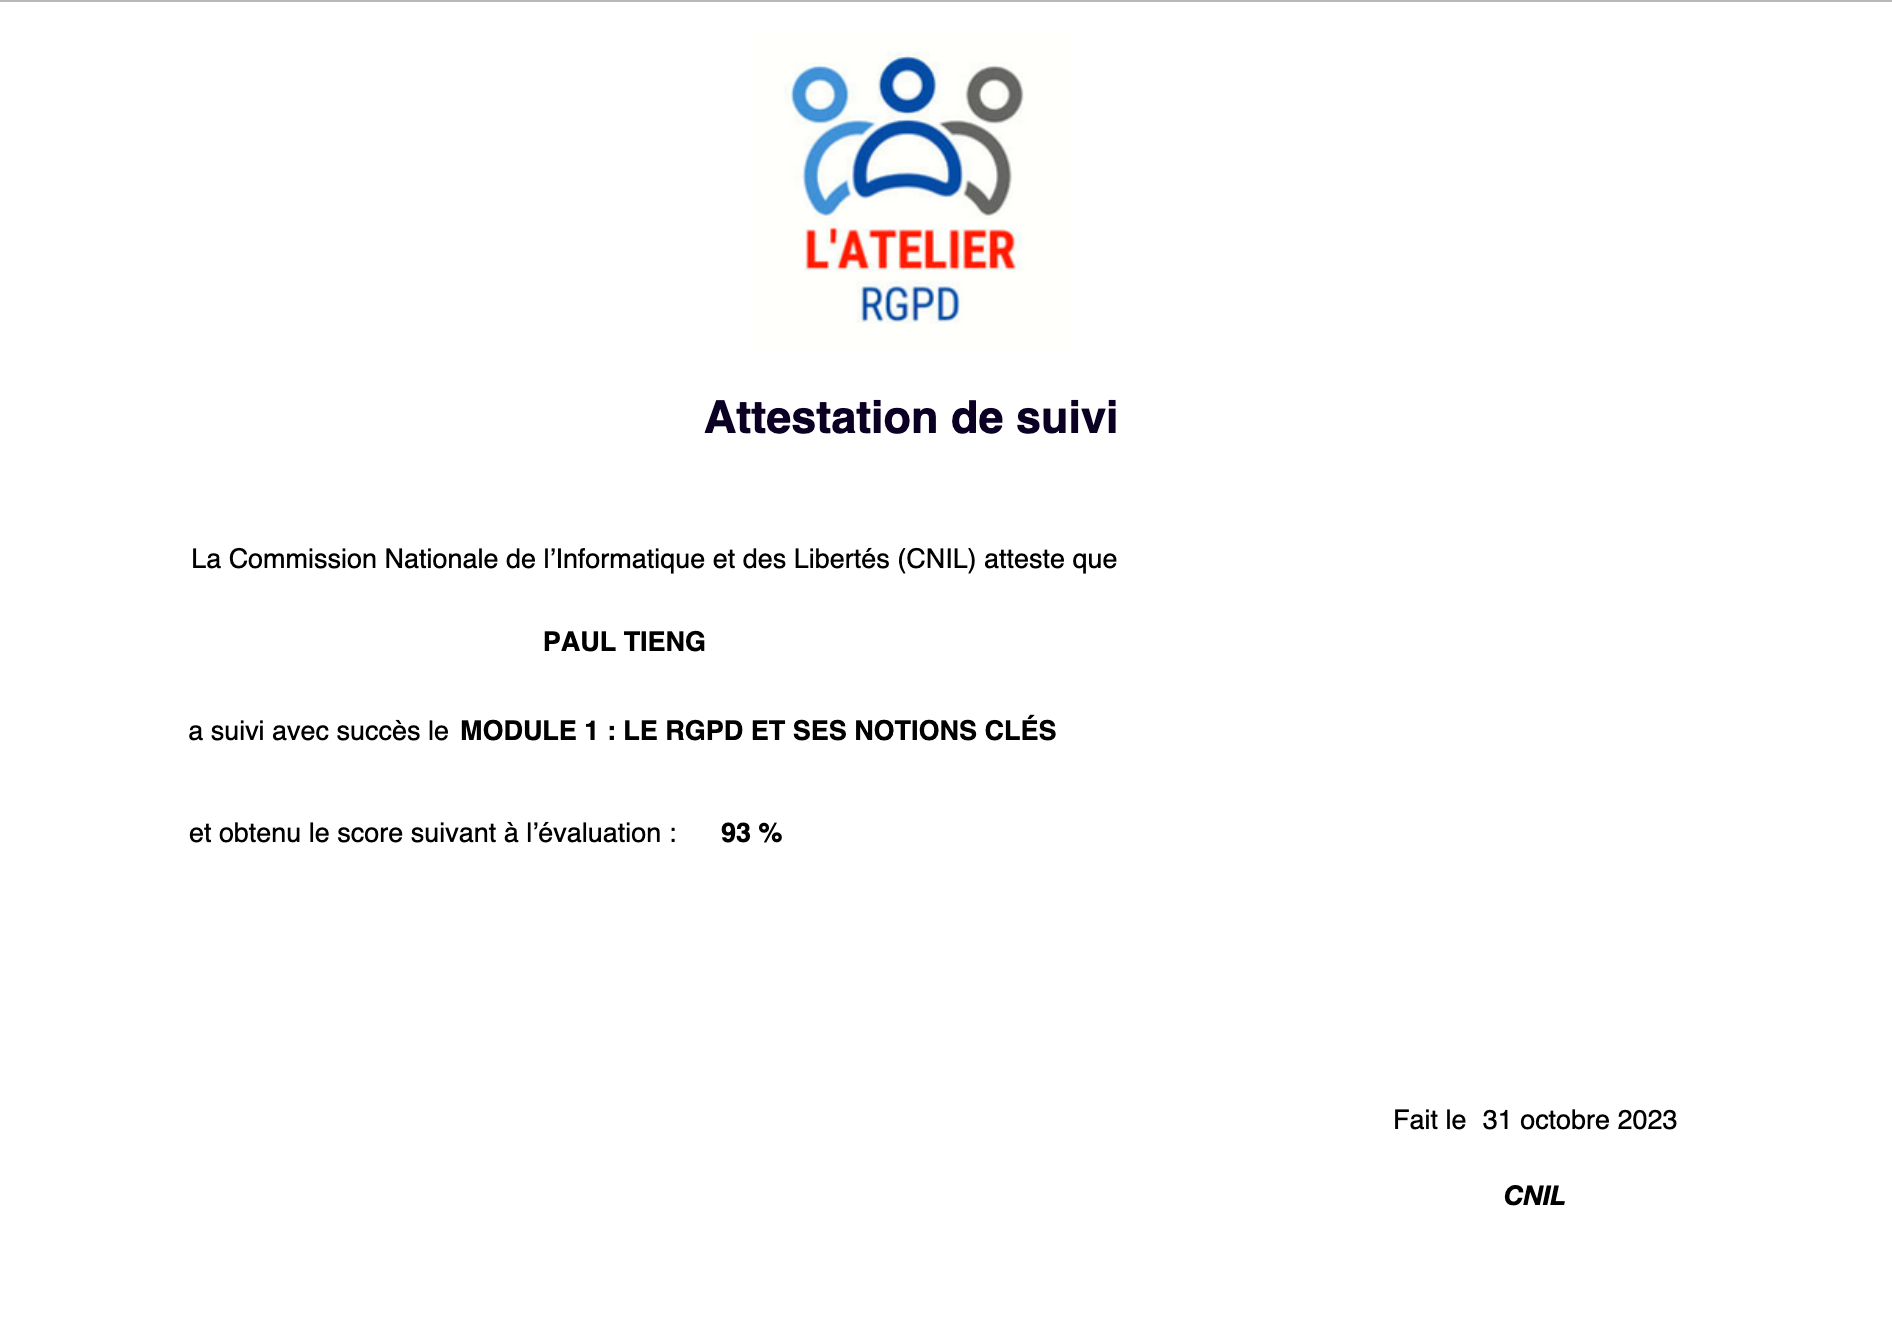 L'ATELIER
RGPD
Attestation de suivi
La Commission Nationale de l’Informatique et des Libertés (CNIL) atteste que
PAUL TIENG
a suivi avec succès le MODULE 1 : LE RGPD ET SES NOTIONS CLÉS
et obtenu le score suivant à l’évaluation : 93 %
Fait le 31 octobre 2023
CNIL